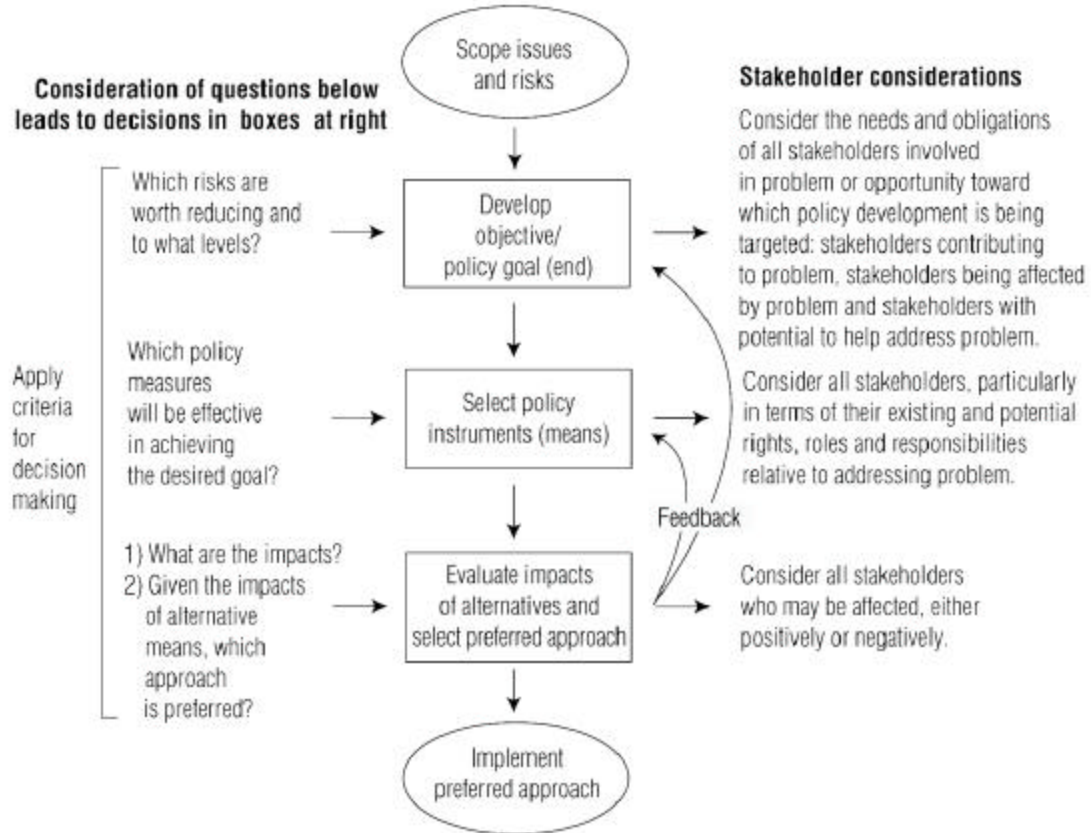 Scope issues
and risks
Consideration of questions below
leads to decisions in boxes at right
Stakeholder considerations
Apply
criteria
for
decision
making
Which risks are
worth reducing and
to what levels?
Develop
objective/
policy goal (end)
Consider the needs and obligations
of all stakeholders involved
in problem or opportunity toward
which policy development is being
targeted: stakeholders contributing
to problem, stakeholders being affected
by problem and stakeholders with
potential to help address problem.
Which policy
measures
will be effective
in achieving
the desired goal?
Select policy
instruments (means)
Consider all stakeholders, particularly
in terms of their existing and potential
rights, roles and responsibilities
relative to addressing problem.
Feedback
1) What are the impacts?
2) Given the impacts
of alternative
means, which
approach
is preferred?
Evaluate impacts
of alternatives and
select preferred approach
Consider all stakeholders
who may be affected, either
positively or negatively.
Implement
preferred approach